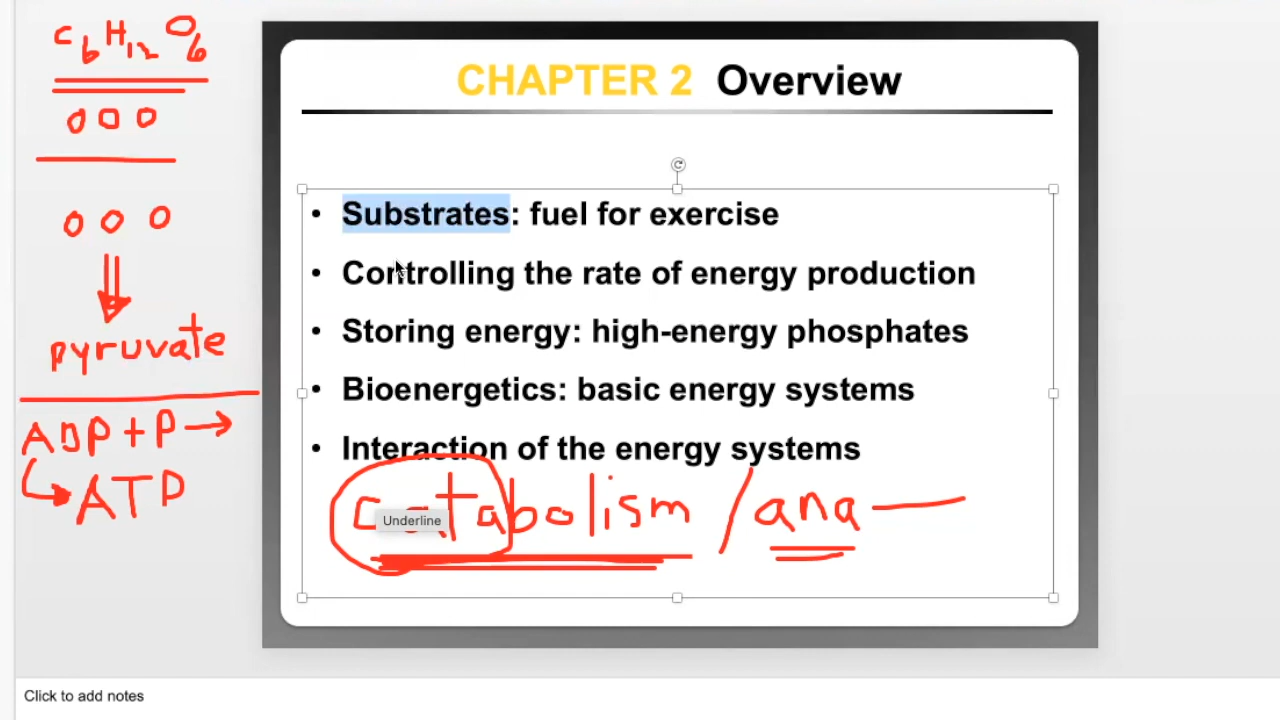 C6H12O6
000
000
pyruvate
ADP + P →
ATP
CHAPTER 2 Overview
• Substrates: fuel for exercise
• Controlling the rate of energy production
• Storing energy: high-energy phosphates
• Bioenergetics: basic energy systems
• Interaction of the energy systems
catabolism / ana—
Underline
Click to add notes